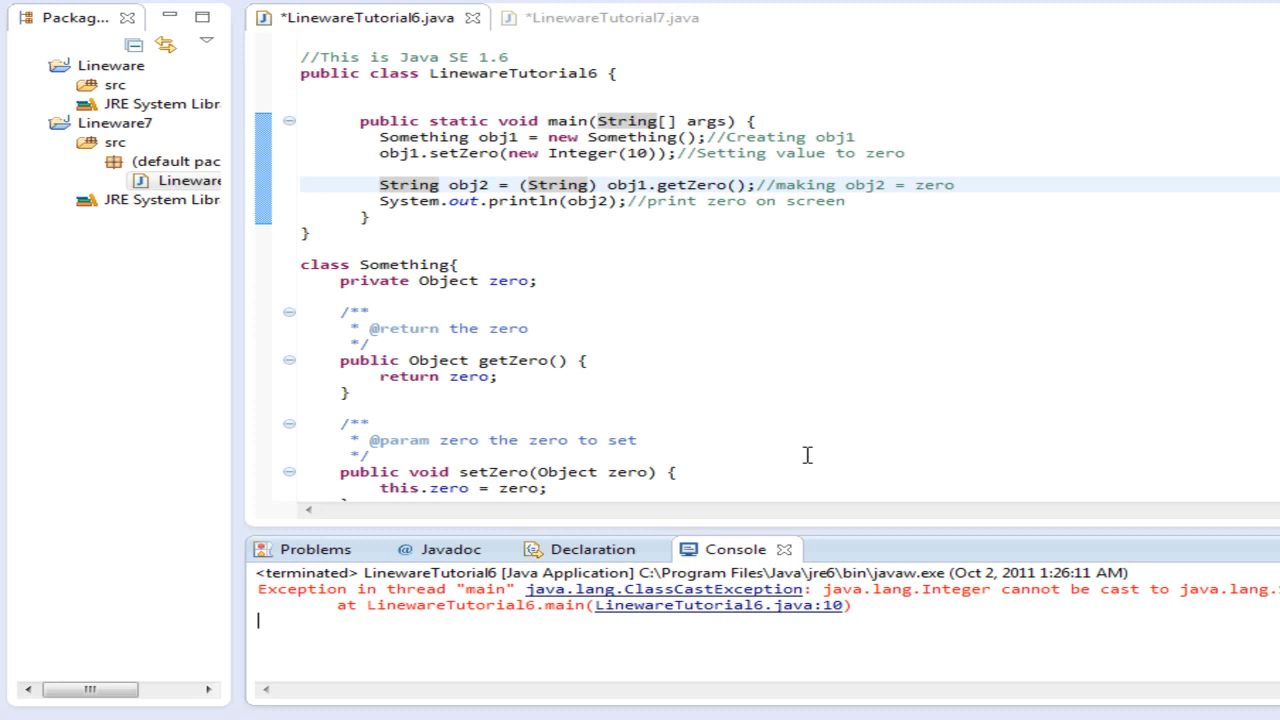 Packag...
*LinewareTutorial6.java
*LinewareTutorial7.java
Lineware
src
JRE System Libr
Lineware7
src
(default pac
Lineware
JRE System Libr
//This is Java SE 1.6
public class LinewareTutorial6 {
public static void main(String[] args) {
Something obj1 = new Something();//Creating obj1
obj1.setZero(new Integer(10));//Setting value to zero
String obj2 = (String) obj1.getZero();//making obj2 = zero
System.out.println(obj2);//print zero on screen
}
}
class Something{
private Object zero;
/**
* @return the zero
*/
public Object getZero() {
return zero;
}
/**
* @param zero the zero to set
*/
public void setZero(Object zero) {
this.zero = zero;
Problems
@ Javadoc
Declaration
Console
<terminated> LinewareTutorial6 [Java Application] C:\Program Files\Java\jre6\bin\javaw.exe (Oct 2, 2011 1:26:11 AM)
Exception in thread "main" java.lang.ClassCastException: java.lang.Integer cannot be cast to java.lang.
at LinewareTutorial6.main(LinewareTutorial6.java:10)